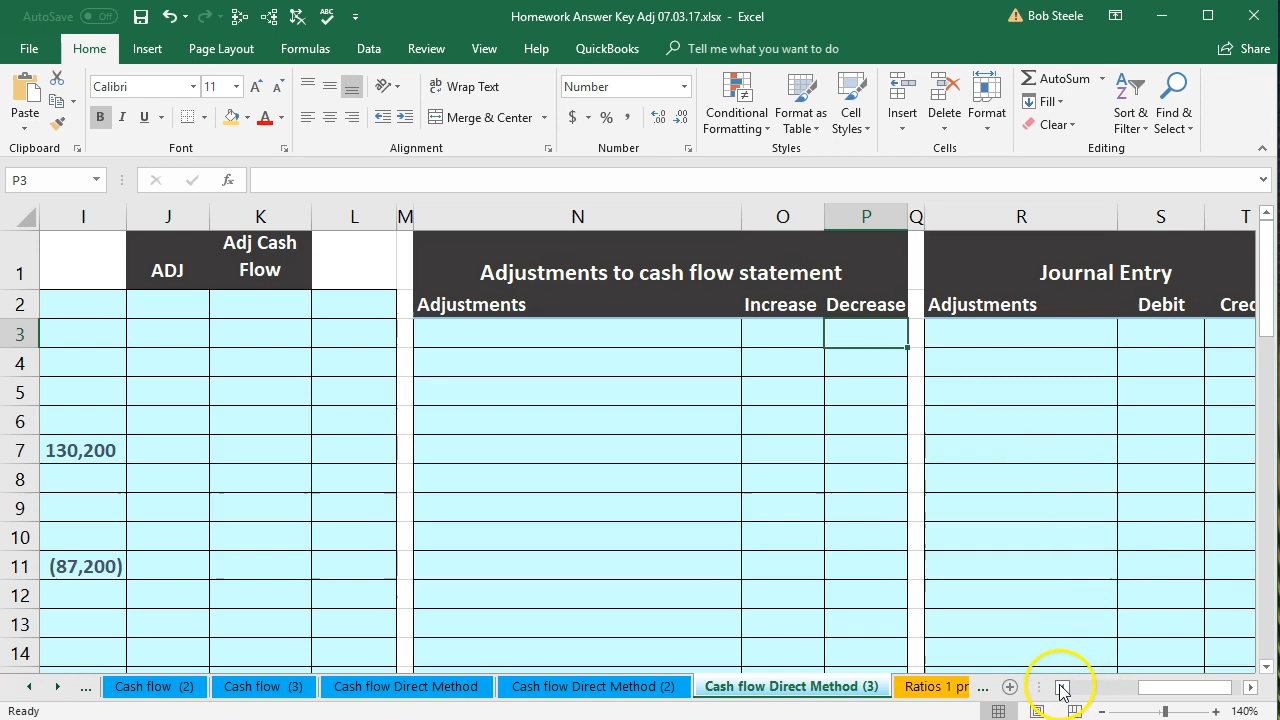 AutoSave Off Homework Answer Key Adj 07.03.17.xlsx - Excel Bob Steele
File Home Insert Page Layout Formulas Data Review View Help QuickBooks Tell me what you want to do Share
Calibri 11 Wrap Text Number AutoSum
Paste B I U A Merge & Center $ % , Conditional Formatting Format as Table Cell Styles Insert Delete Format Fill Clear Sort & Filter Find & Select
Clipboard Font Alignment Number Styles Cells Editing
P3 fx
I J K L M N O P Q R S T
1 ADJ Adj Cash Flow Adjustments to cash flow statement Journal Entry
2 Adjustments Increase Decrease Adjustments Debit Cred
3
4
5
6
7 130,200
8
9
10
11 (87,200)
12
13
14
... Cash flow (2) Cash flow (3) Cash flow Direct Method Cash flow Direct Method (2) Cash flow Direct Method (3) Ratios 1 pr ...
Ready 140%